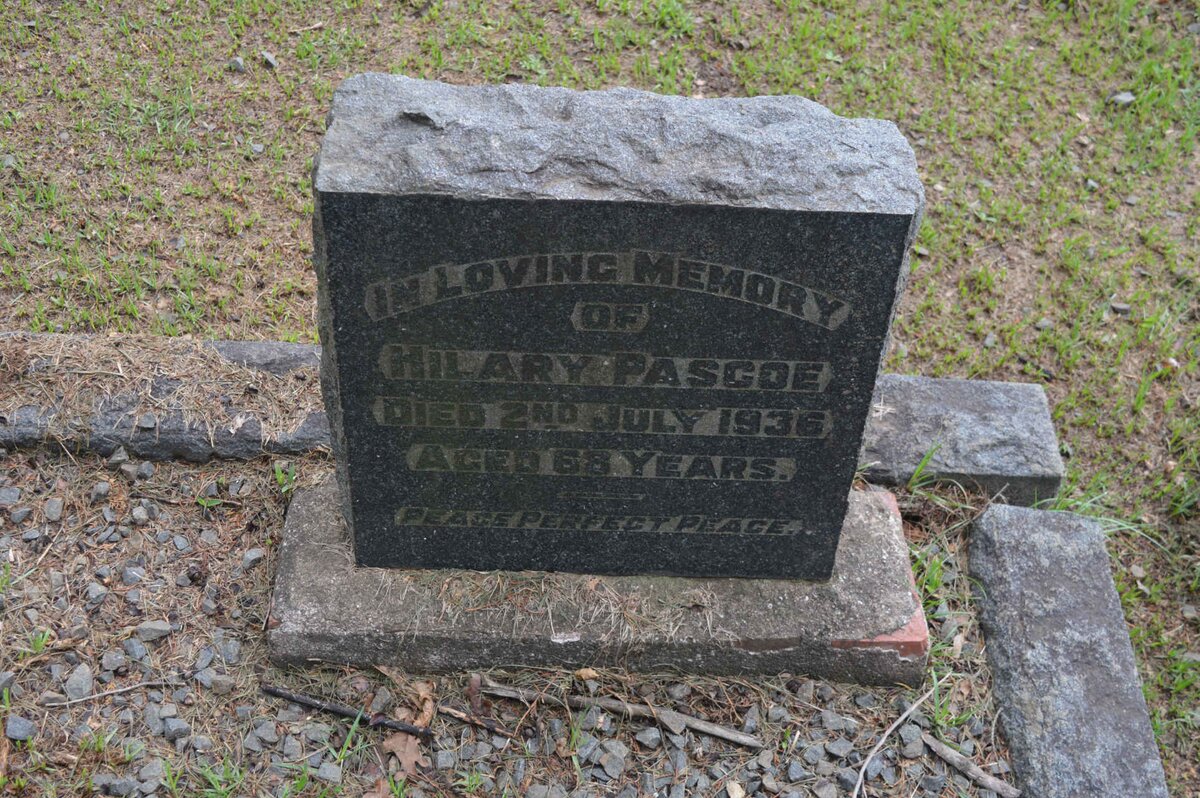 IN LOVING MEMORY
OF
HILARY PASCOE
DIED 2ND JULY 1936
AGED 68 YEARS.
PEACE PERFECT PEACE.